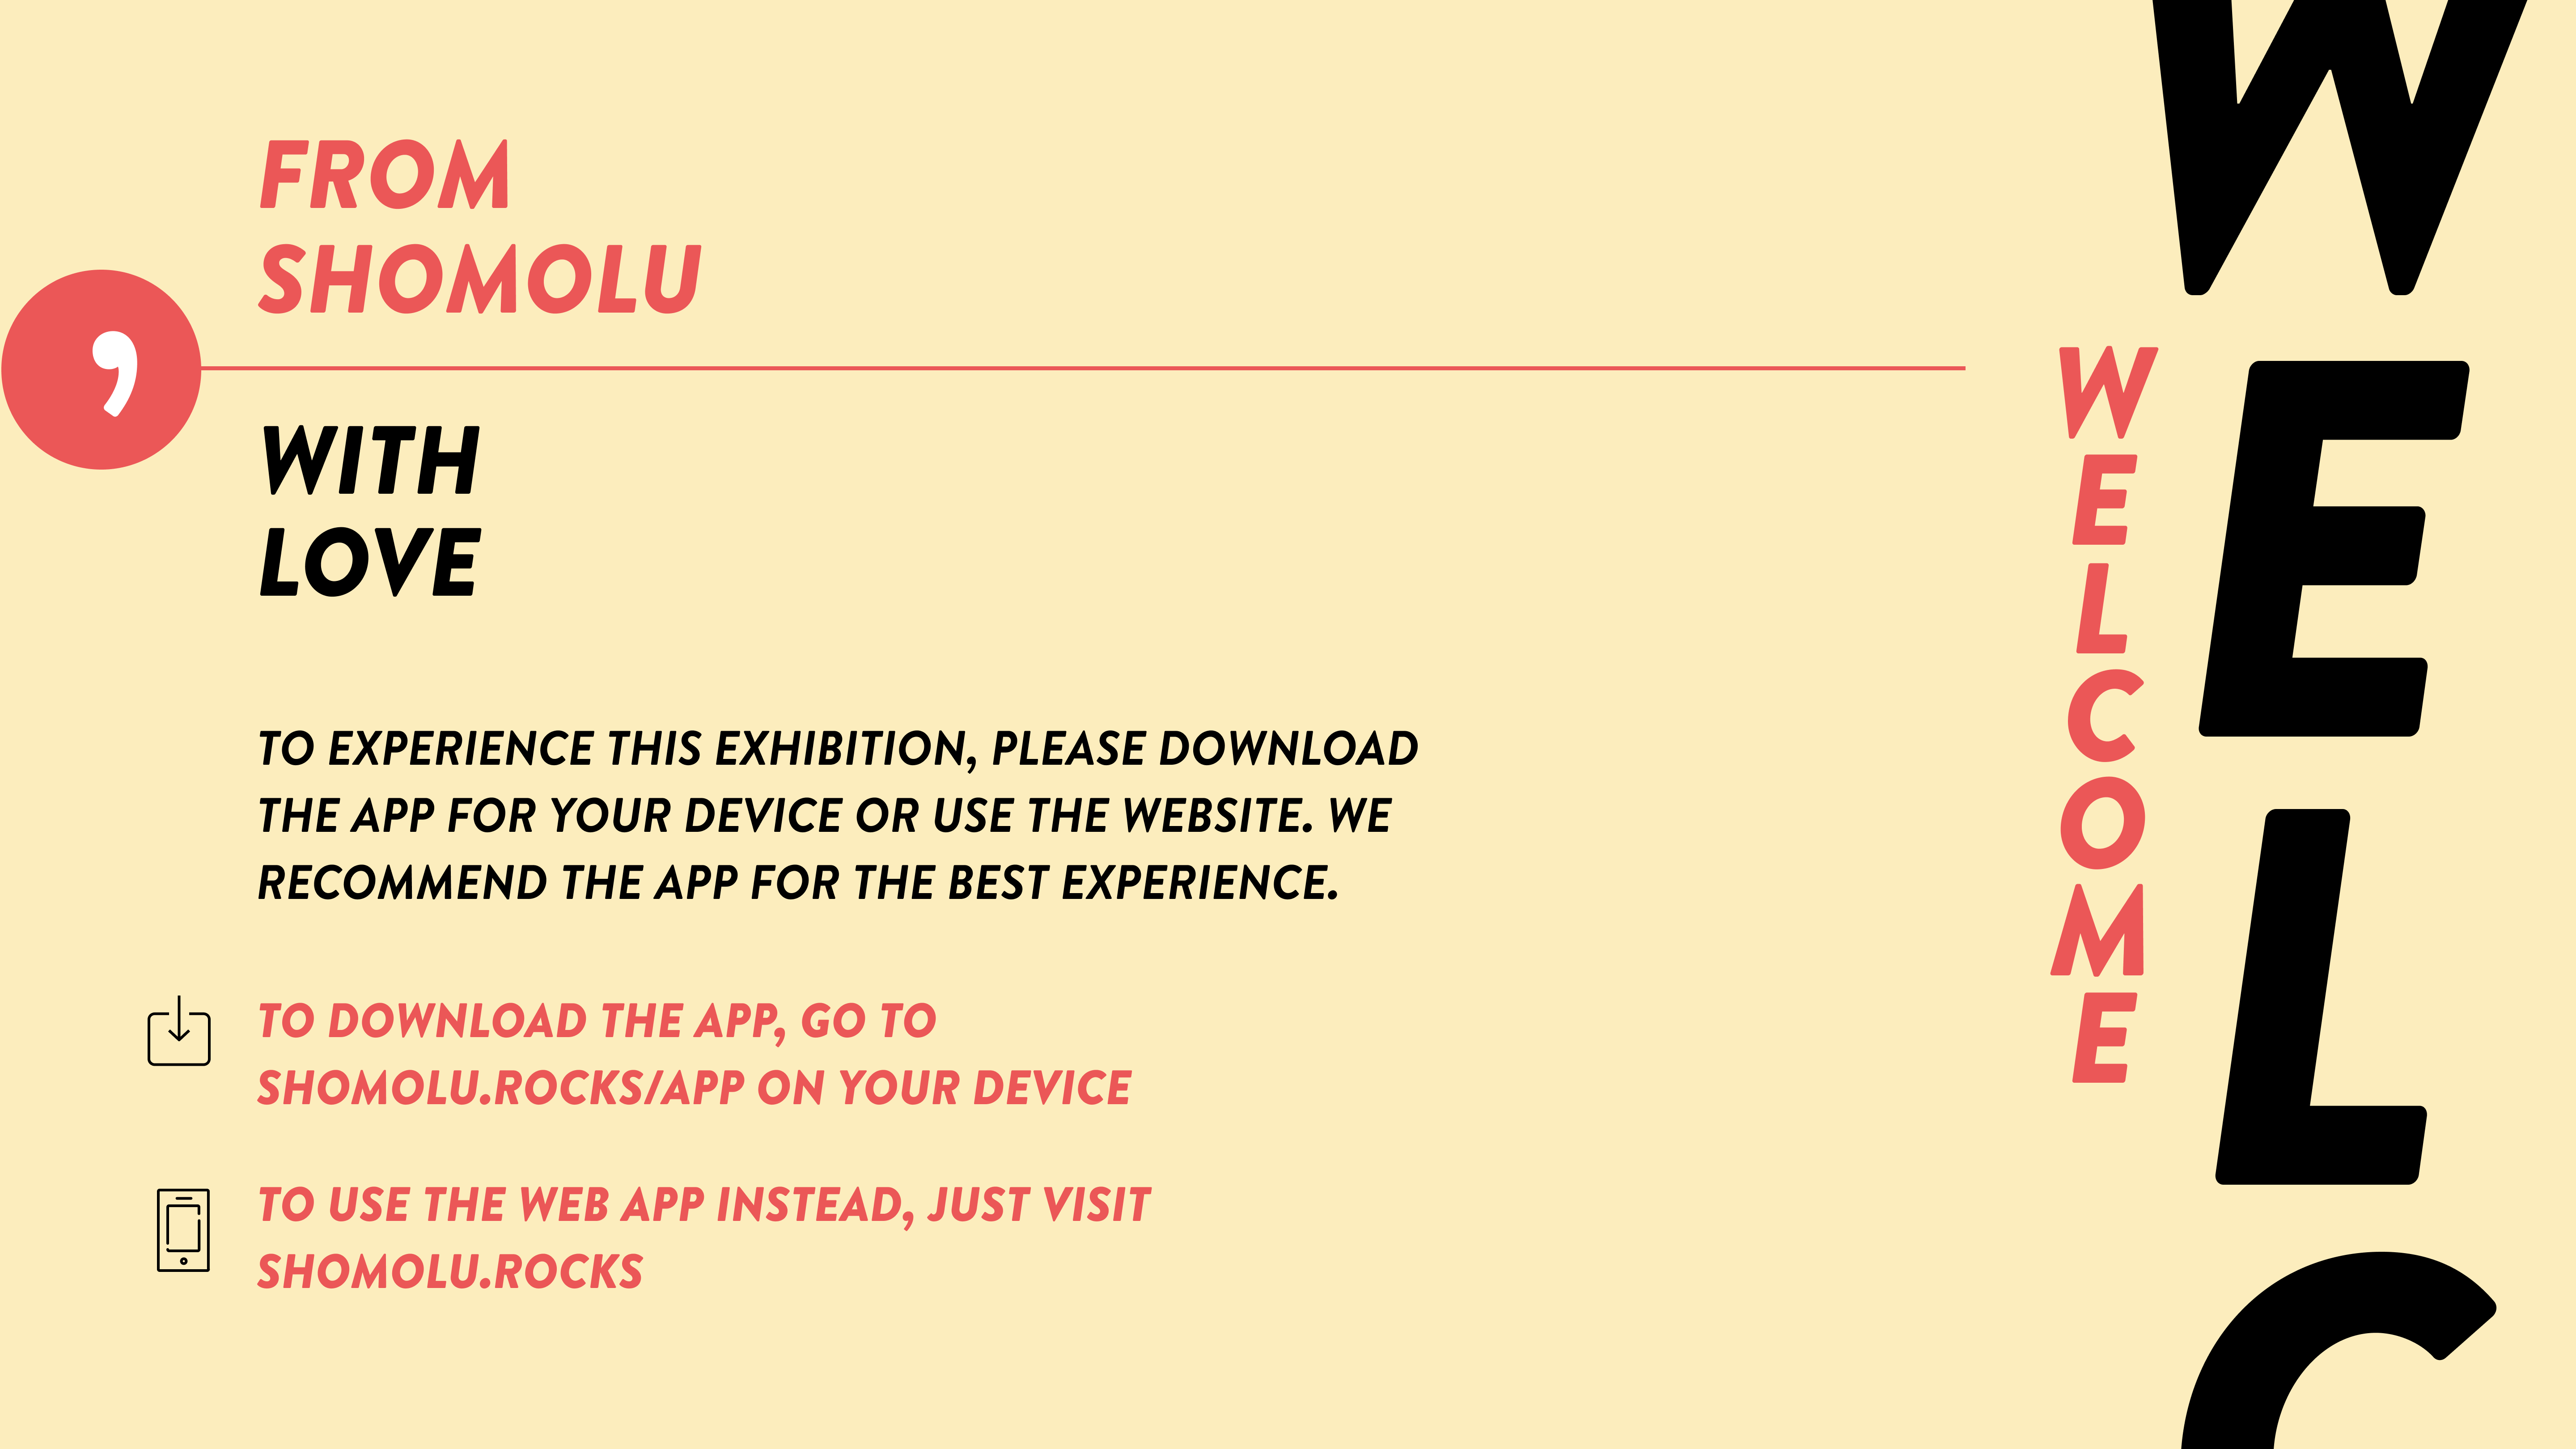 FROM
SHOMOLU
,
WITH
LOVE
TO EXPERIENCE THIS EXHIBITION, PLEASE DOWNLOAD
THE APP FOR YOUR DEVICE OR USE THE WEBSITE. WE
RECOMMEND THE APP FOR THE BEST EXPERIENCE.
TO DOWNLOAD THE APP, GO TO
SHOMOLU.ROCKS/APP ON YOUR DEVICE
TO USE THE WEB APP INSTEAD, JUST VISIT
SHOMOLU.ROCKS
WELCOME
WELC